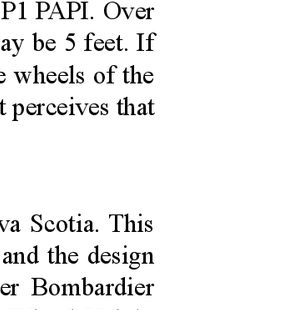 P1 PAPI. Over
ay be 5 feet. If
wheels of the
perceives that
va Scotia. This
and the design
er Bombardier